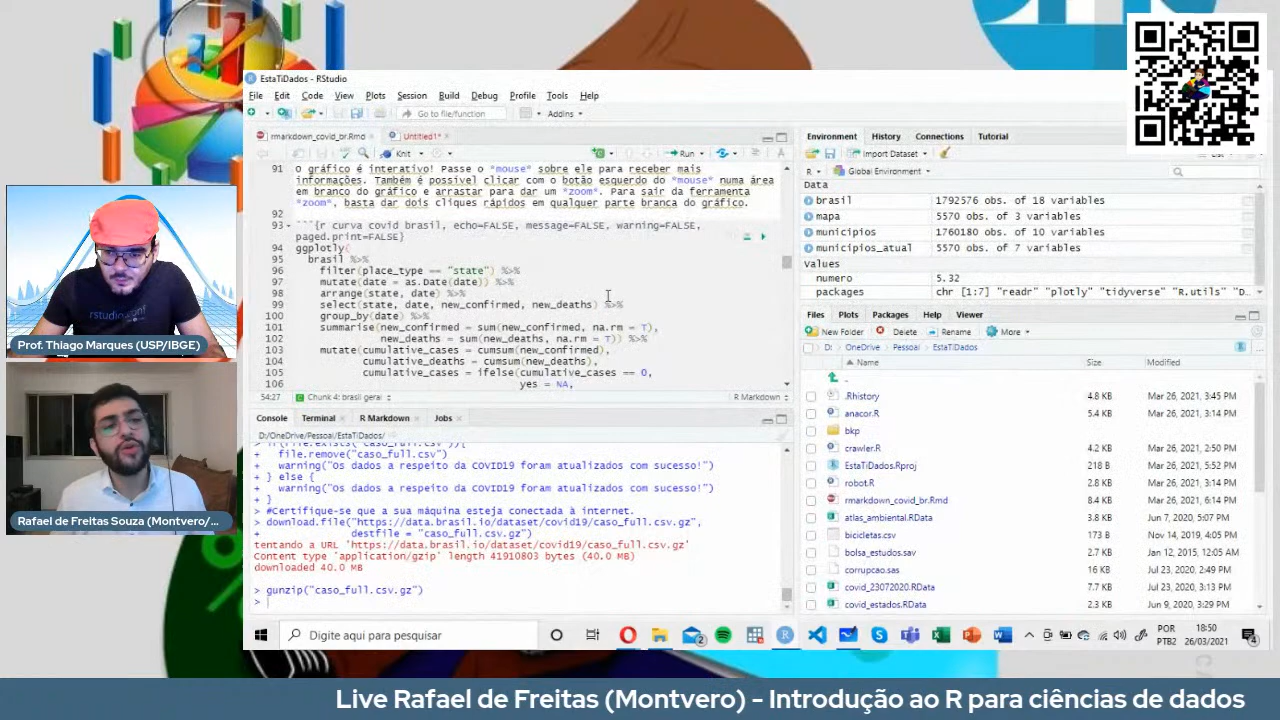 EstaTiDados - RStudio
File Edit Code View Plots Session Build Debug Profile Tools Help
Go to file/function
Addins
rmarkdown_covid_br.Rmd
Untitled1*
Knit
Run
91 o gráfico é interativo! Passe o *mouse* sobre ele para receber mais
informações. Também é possível clicar com o botão esquerdo do *mouse* numa área
em branco do gráfico e arrastar para dar um *zoom*. Para sair da ferramenta
*zoom*, basta dar dois cliques rápidos em qualquer parte branca do gráfico.
92
93 ```{r curva covid brasil, echo=FALSE, message=FALSE, warning=FALSE,
paged.print=FALSE}
94 ggplotly(
95 brasil %>%
96 filter(place_type == "state") %>%
97 mutate(date = as.Date(date)) %>%
98 arrange(state, date) %>%
99 select(state, date, new_confirmed, new_deaths) %>%
100 group_by(date) %>%
101 summarise(new_confirmed = sum(new_confirmed, na.rm = T),
102 new_deaths = sum(new_deaths, na.rm = T)) %>%
103 mutate(cumulative_cases = cumsum(new_confirmed),
104 cumulative_deaths = cumsum(new_deaths),
105 cumulative_cases = ifelse(cumulative_cases == 0,
106 yes = NA,
54:27 Chunk 4: brasil geral R Markdown
Console Terminal R Markdown Jobs
D:/OneDrive/Pessoal/EstaTiDados/
> if(file.exists("caso_full.csv")){
+ file.remove("caso_full.csv")
+ warning("Os dados a respeito da COVID19 foram atualizados com sucesso!")
+ } else {
+ warning("Os dados a respeito da COVID19 foram atualizados com sucesso!")
+ }
> #Certifique-se que a sua máquina esteja conectada à internet.
> download.file("https://data.brasil.io/dataset/covid19/caso_full.csv.gz",
+ destfile = "caso_full.csv.gz")
tentando a URL 'https://data.brasil.io/dataset/covid19/caso_full.csv.gz'
Content type 'application/gzip' length 41910803 bytes (40.0 MB)
downloaded 40.0 MB
> gunzip("caso_full.csv.gz")
>
Environment History Connections Tutorial
Import Dataset
R Global Environment
Data
brasil 1792576 obs. of 18 variables
mapa 5570 obs. of 3 variables
municipios 1760180 obs. of 10 variables
municipios_atual 5570 obs. of 7 variables
Values
numero 5.32
packages chr [1:7] "readr" "plotly" "tidyverse" "R.utils" "D…
Files Plots Packages Help Viewer
New Folder Delete Rename More
D: OneDrive Pessoal EstaTiDados
Name Size Modified
..
.Rhistory 4.8 KB Mar 26, 2021, 3:45 PM
anacor.R 5.4 KB Mar 26, 2021, 3:14 PM
bkp
crawler.R 4.2 KB Mar 26, 2021, 2:50 PM
EstaTiDados.Rproj 218 B Mar 26, 2021, 5:52 PM
robot.R 2.8 KB Mar 26, 2021, 3:14 PM
rmarkdown_covid_br.Rmd 8.4 KB Mar 26, 2021, 6:14 PM
atlas_ambiental.RData 3.8 KB Jun 7, 2020, 5:07 PM
bicicletas.csv 173 B Nov 14, 2019, 4:05 PM
bolsa_estudos.sav 2.7 KB Jan 12, 2015, 12:05 AM
corrupcao.sas 16 KB Jul 23, 2020, 2:49 PM
covid_23072020.RData 7.7 KB Jul 23, 2020, 3:13 PM
covid_estados.RData 2.3 KB Jun 9, 2020, 3:29 PM
rstudio::conf
Prof. Thiago Marques (USP/IBGE)
Rafael de Freitas Souza (Montvero/...
Digite aqui para pesquisar
POR
PTB2
18:50
26/03/2021
Live Rafael de Freitas (Montvero) - Introdução ao R para ciências de dados